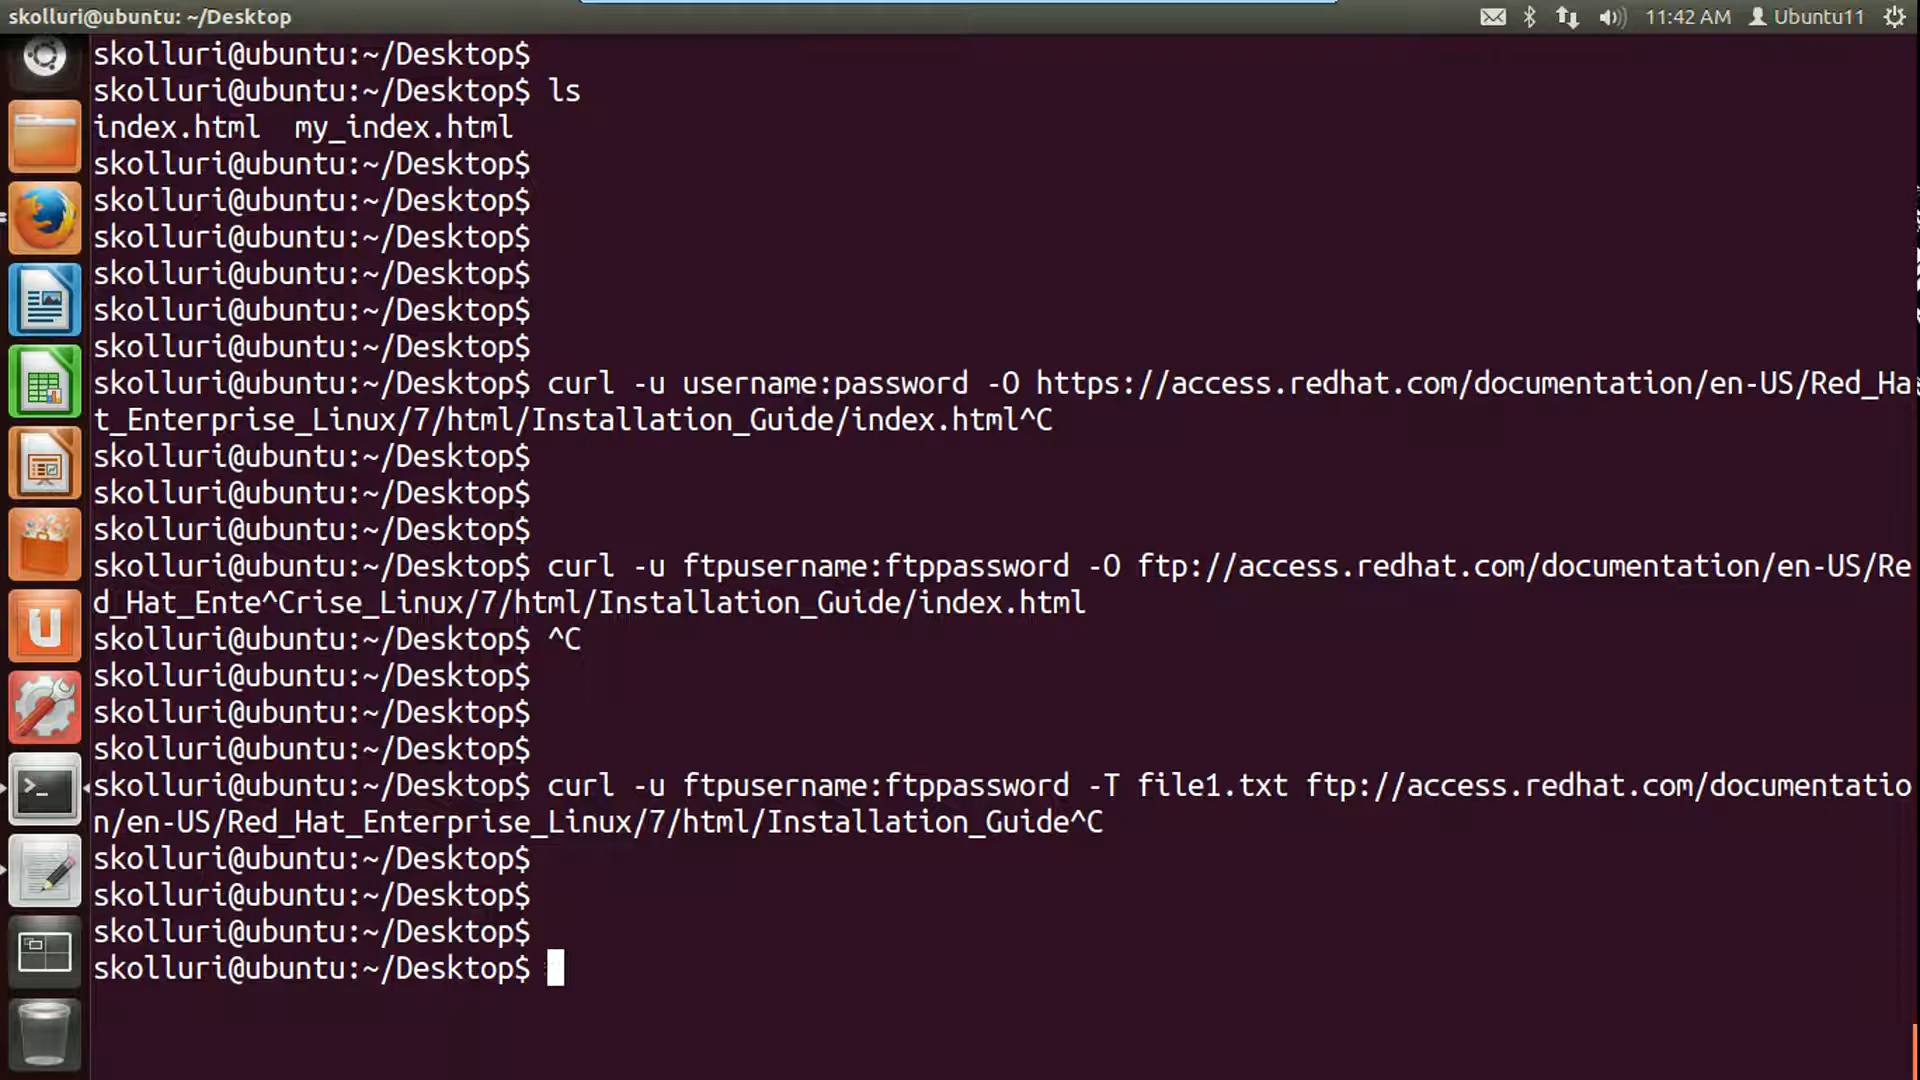 skolluri@ubuntu: ~/Desktop
11:42 AM
Ubuntu11
skolluri@ubuntu:~/Desktop$
skolluri@ubuntu:~/Desktop$ ls
index.html  my_index.html
skolluri@ubuntu:~/Desktop$
skolluri@ubuntu:~/Desktop$
skolluri@ubuntu:~/Desktop$
skolluri@ubuntu:~/Desktop$
skolluri@ubuntu:~/Desktop$
skolluri@ubuntu:~/Desktop$
skolluri@ubuntu:~/Desktop$ curl -u username:password -O https://access.redhat.com/documentation/en-US/Red_Ha
t_Enterprise_Linux/7/html/Installation_Guide/index.html^C
skolluri@ubuntu:~/Desktop$
skolluri@ubuntu:~/Desktop$
skolluri@ubuntu:~/Desktop$
skolluri@ubuntu:~/Desktop$ curl -u ftpusername:ftppassword -O ftp://access.redhat.com/documentation/en-US/Re
d_Hat_Ente^Crise_Linux/7/html/Installation_Guide/index.html
skolluri@ubuntu:~/Desktop$ ^C
skolluri@ubuntu:~/Desktop$
skolluri@ubuntu:~/Desktop$
skolluri@ubuntu:~/Desktop$
skolluri@ubuntu:~/Desktop$ curl -u ftpusername:ftppassword -T file1.txt ftp://access.redhat.com/documentatio
n/en-US/Red_Hat_Enterprise_Linux/7/html/Installation_Guide^C
skolluri@ubuntu:~/Desktop$
skolluri@ubuntu:~/Desktop$
skolluri@ubuntu:~/Desktop$
skolluri@ubuntu:~/Desktop$